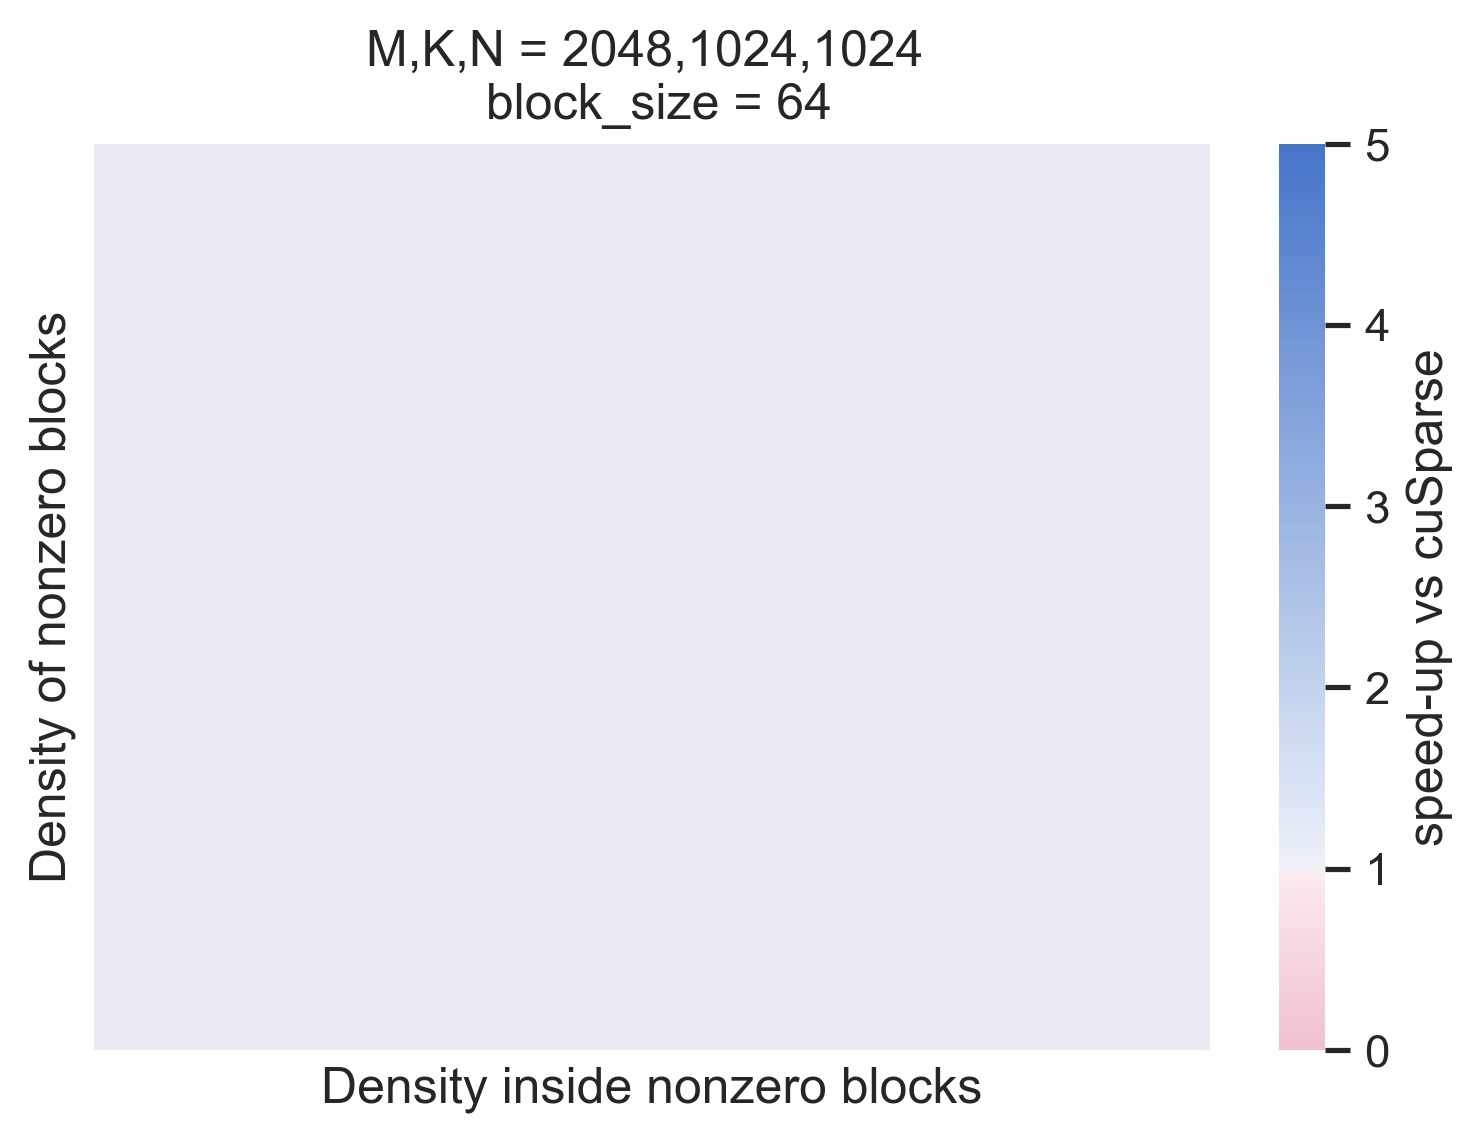 M,K,N = 2048,1024,1024
block_size = 64
Density of nonzero blocks
Density inside nonzero blocks
5
4
3
2
1
0
speed-up vs cuSparse